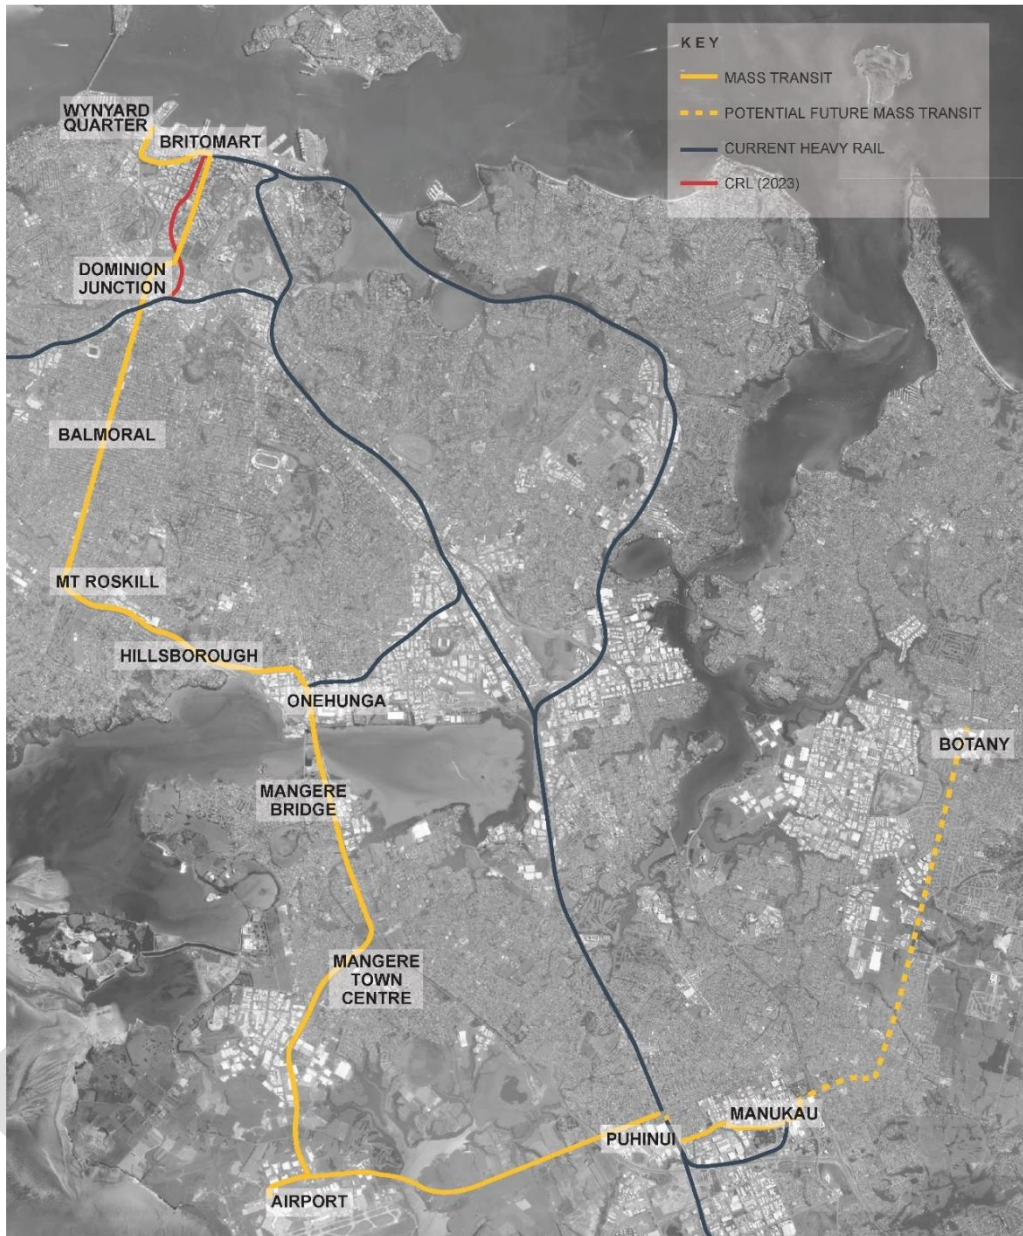 KEY
MASS TRANSIT
POTENTIAL FUTURE MASS TRANSIT
CURRENT HEAVY RAIL
CRL (2023)
WYNYARD
QUARTER
BRITOMART
DOMINION
JUNCTION
BALMORAL
MT ROSKILL
HILLSBOROUGH
ONEHUNGA
BOTANY
MANGERE
BRIDGE
MANGERE
TOWN
CENTRE
MANUKAU
PUHINUI
AIRPORT